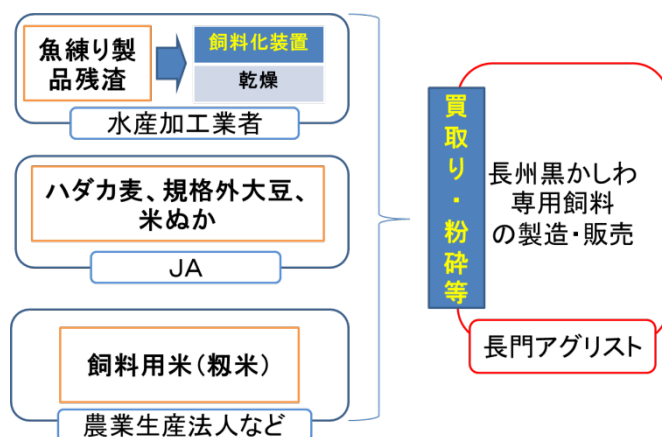 魚練り製
品残渣
飼料化装置
乾燥
水産加工業者
ハダカ麦、規格外大豆、
米ぬか
JA
飼料用米(籾米)
農業生産法人など
買取り・粉砕等
長州黒かしわ
専用飼料
の製造・販売
長門アグリスト